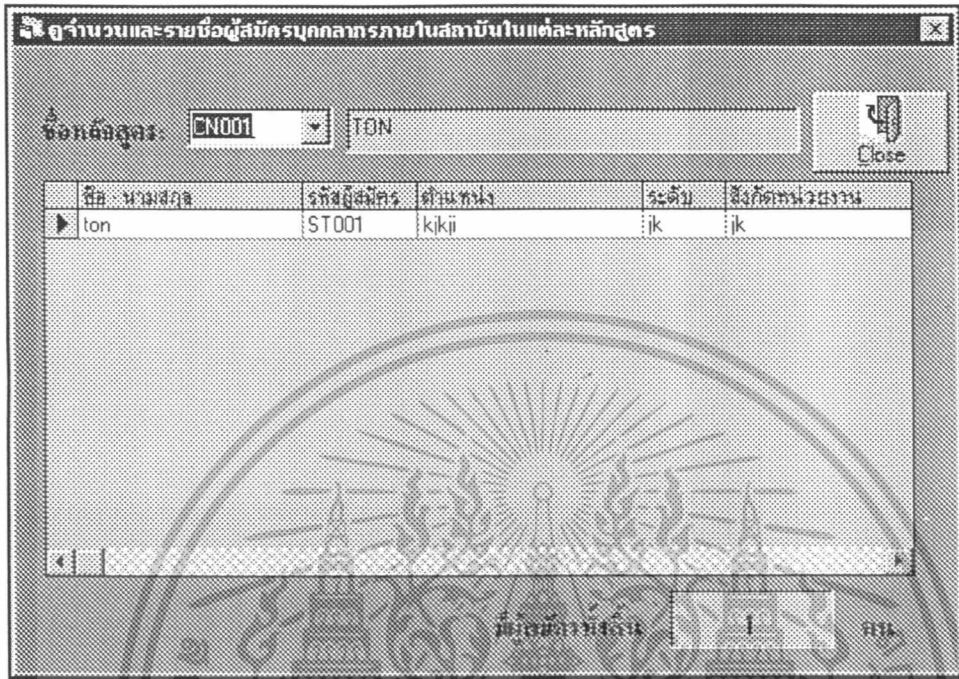 ดูจำนวนและรายชื่อผู้สมัครบุคคลากรภายในสถาบันในแต่ละหลักสูตร
ชื่อหลักสูตร: CN001 TON
Close
ชื่อ - นามสกุล รหัสผู้สมัคร ตำแหน่ง ระดับ สังกัดหน่วยงาน
ton ST001 kjkji jk jk
มีผู้สมัครทั้งสิ้น 1 คน